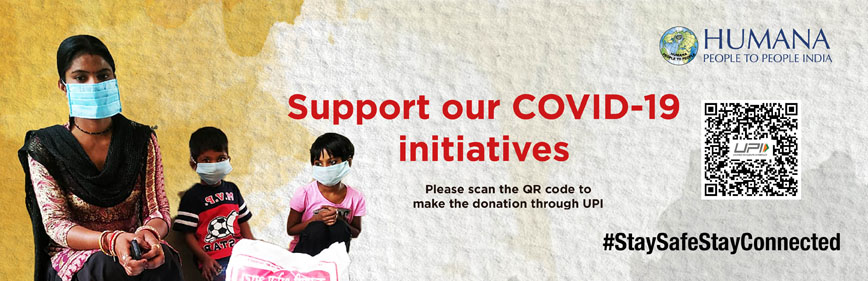 HUMANA
PEOPLE TO PEOPLE INDIA
Support our COVID-19
initiatives
UPI
Please scan the QR code to
make the donation through UPI
#StaySafeStayConnected